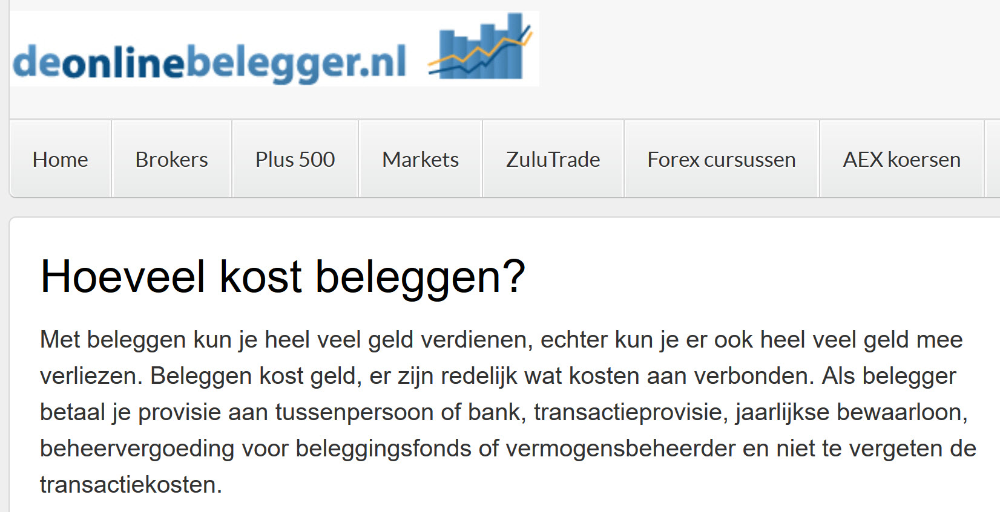 deonlinebelegger.nl
Home
Brokers
Plus 500
Markets
ZuluTrade
Forex cursussen
AEX koersen
Hoeveel kost beleggen?
Met beleggen kun je heel veel geld verdienen, echter kun je er ook heel veel geld mee
verliezen. Beleggen kost geld, er zijn redelijk wat kosten aan verbonden. Als belegger
betaal je provisie aan tussenpersoon of bank, transactieprovisie, jaarlijkse bewaarloon,
beheervergoeding voor beleggingsfonds of vermogensbeheerder en niet te vergeten de
transactiekosten.